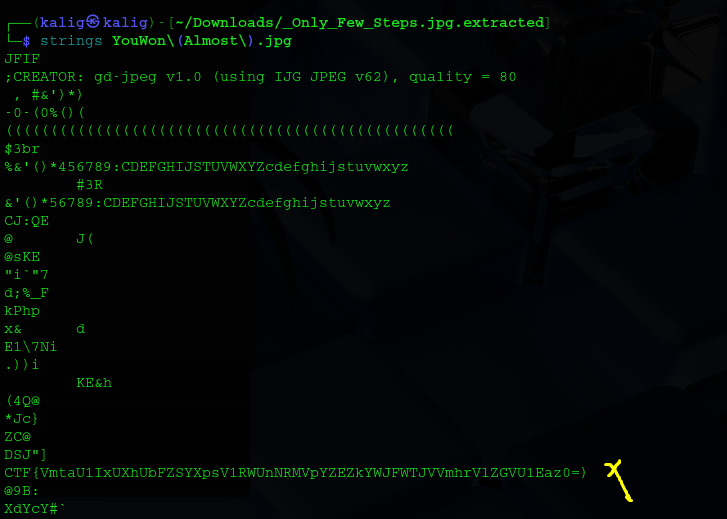 ┌──(kalig㉿kalig)-[~/Downloads/_Only_Few_Steps.jpg.extracted]
└─$ strings YouWon\(Almost\).jpg
JFIF
;CREATOR: gd-jpeg v1.0 (using IJG JPEG v62), quality = 80
 , #&')*)
-0-(0%()(
((((((((((((((((((((((((((((((((((((((((((((((((((
$3br
%&'()*456789:CDEFGHIJSTUVWXYZcdefghijstuvwxyz
        #3R
&'()*56789:CDEFGHIJSTUVWXYZcdefghijstuvwxyz
CJ:QE
@       J(
@sKE
"i`"7
d;%_F
kPhp
x&      d
E1\7Ni
.))i
        KE&h
(4Q@
*Jc}
ZC@
DSJ"]
CTF{VmtaU1IxUXhUbFZSYXpsV1RWUnNRMVpYZEZkYWJFWTJVVmhrVlZGVU1Eaz0=)
@9B:
XdYcY#`